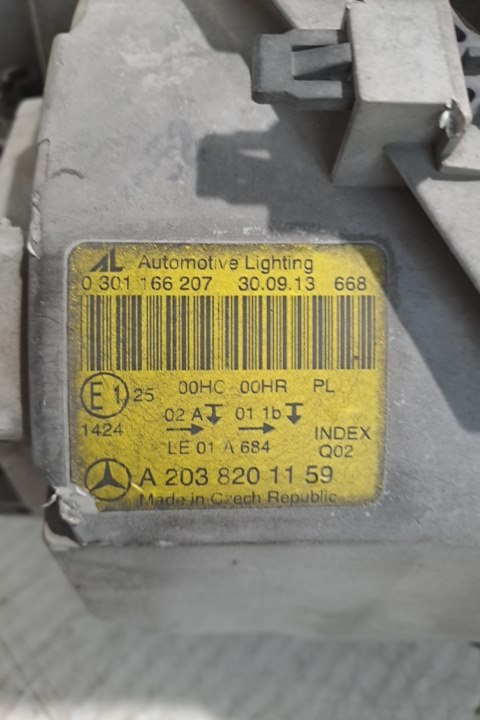 AL Automotive Lighting
0 301 166 207 30.09.13 668
E1 25 00HC 00HR PL
02 A 01 1b
1424
LE 01 A 684
INDEX
Q02
A 203 820 11 59
Made in Czech Republic